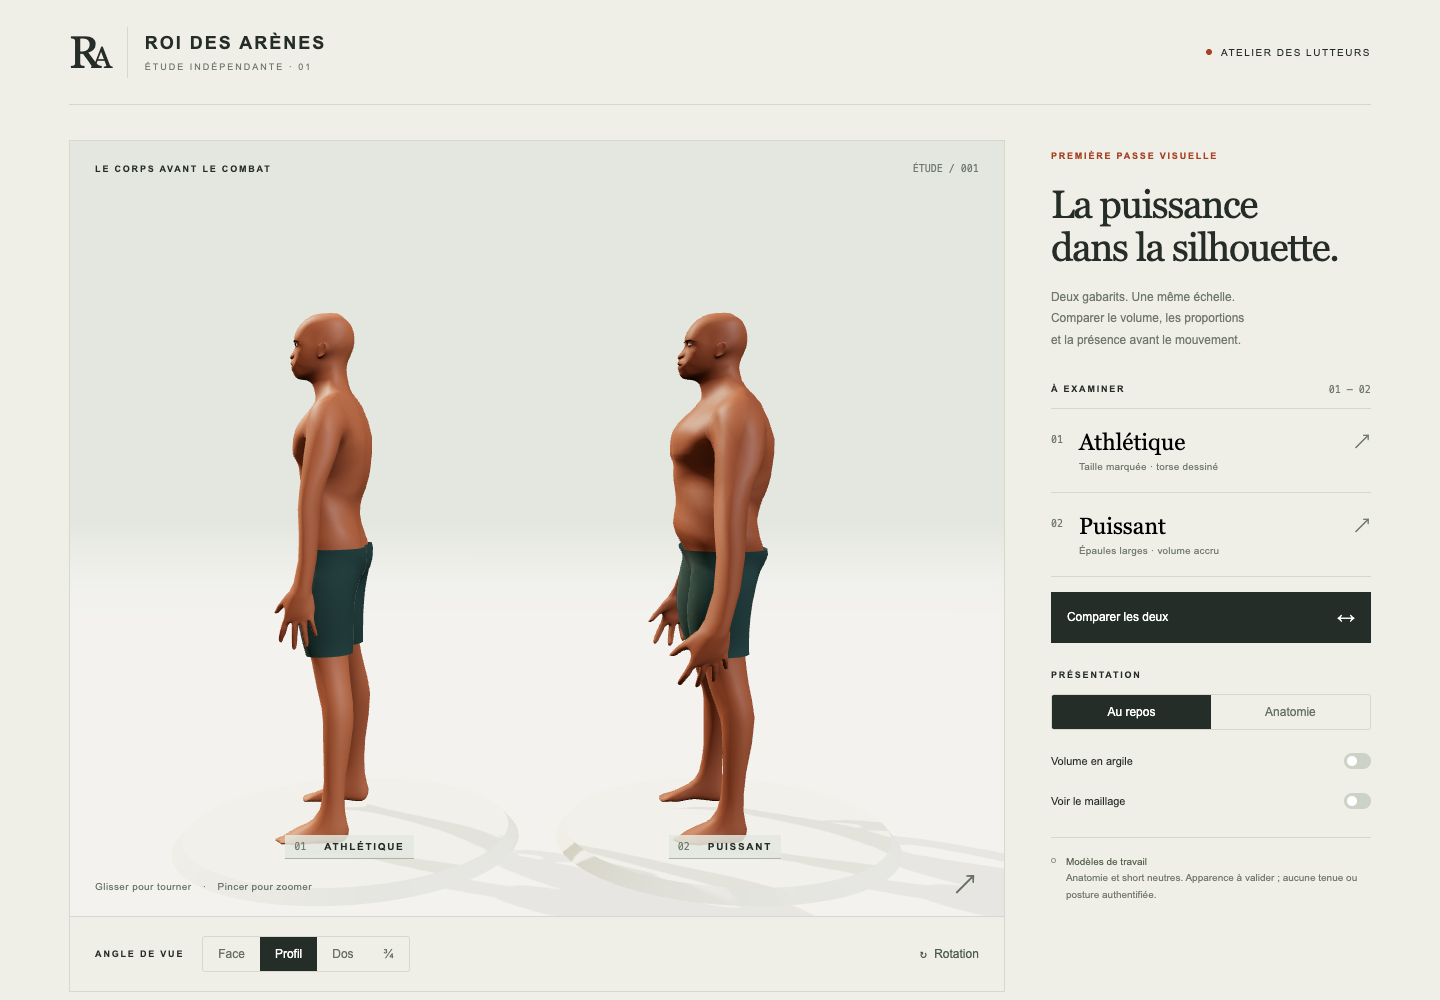 RA
ROI DES ARÈNES
ÉTUDE INDÉPENDANTE · 01
ATELIER DES LUTTEURS
LE CORPS AVANT LE COMBAT
ÉTUDE / 001
01 ATHLÉTIQUE
02 PUISSANT
Glisser pour tourner · Pincer pour zoomer
ANGLE DE VUE
Face
Profil
Dos
¾
↻ Rotation
PREMIÈRE PASSE VISUELLE
La puissance
dans la silhouette.
Deux gabarits. Une même échelle.
Comparer le volume, les proportions
et la présence avant le mouvement.
À EXAMINER
01 — 02
01 Athlétique
Taille marquée · torse dessiné
02 Puissant
Épaules larges · volume accru
Comparer les deux
PRÉSENTATION
Au repos
Anatomie
Volume en argile
Voir le maillage
Modèles de travail
Anatomie et short neutres. Apparence à valider ; aucune tenue ou
posture authentifiée.